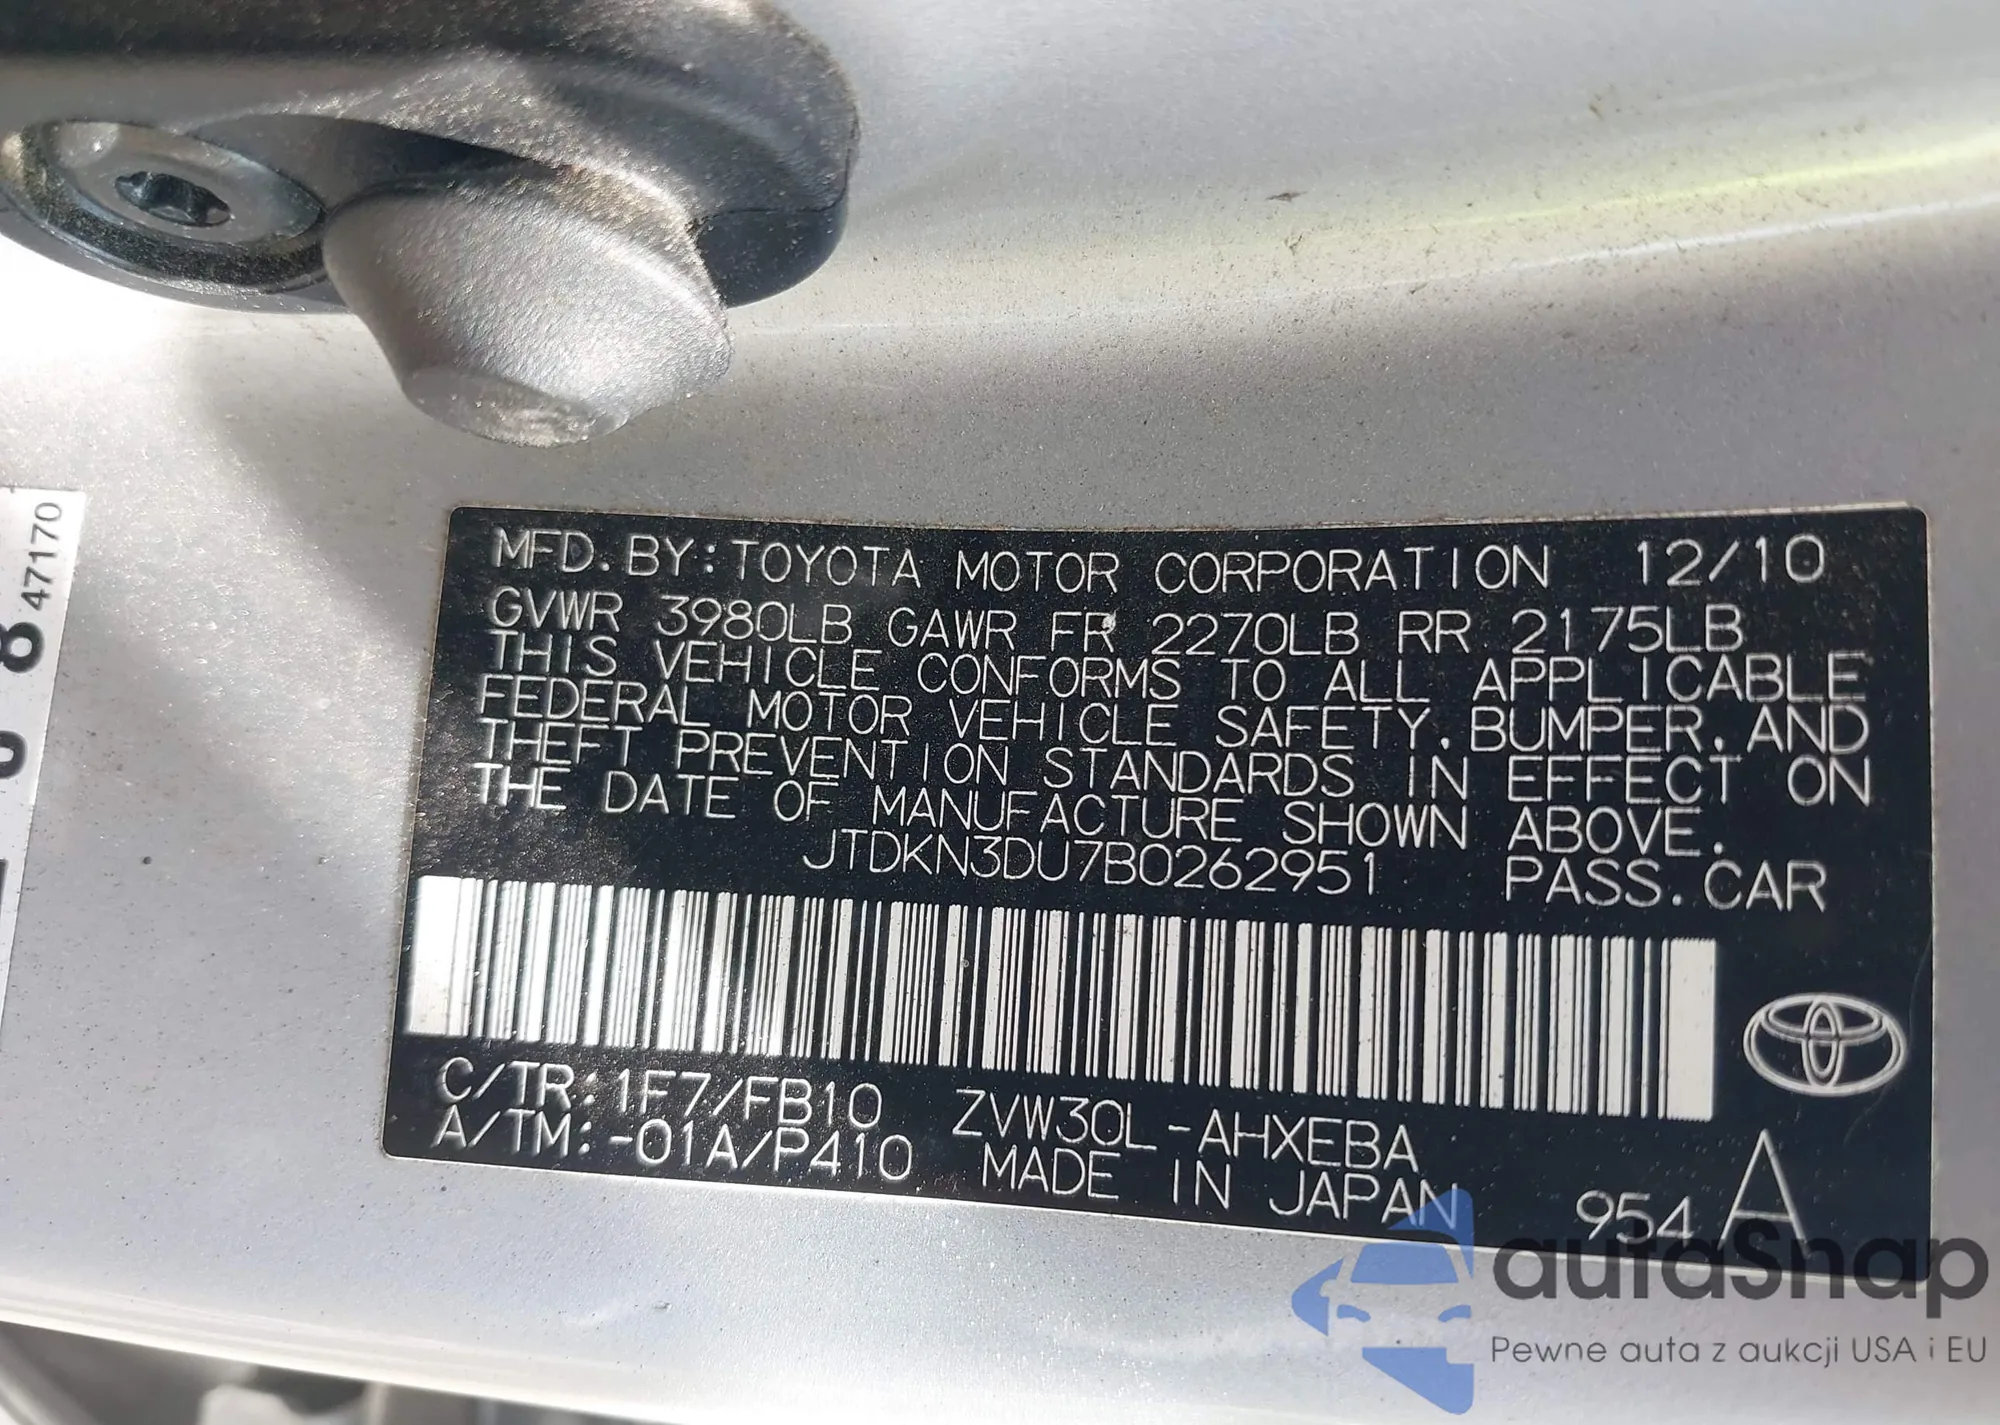 MFD. BY: TOYOTA MOTOR CORPORATION 12/10
GVWR 3980LB GAWR FR 2270LB RR 2175LB
THIS VEHICLE CONFORMS TO ALL APPLICABLE
FEDERAL MOTOR VEHICLE SAFETY, BUMPER, AND
THEFT PREVENTION STANDARDS IN EFFECT ON
THE DATE OF MANUFACTURE SHOWN ABOVE.
JTDKN3DU7B0262951 PASS. CAR
C/TR: 1F7/FB10 ZVW30L-AHXEBA
A/TM: -01A/P410 MADE IN JAPAN
954 A
47170
8
autaSnap
Pewne auta z aukcji USA i EU